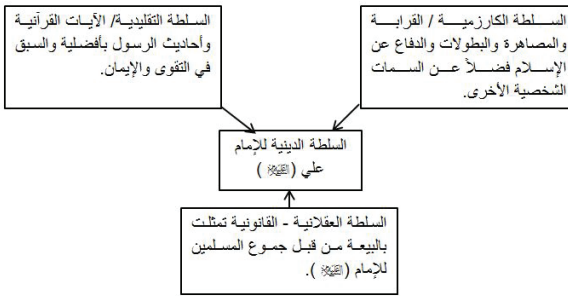 السلطة الكارزمية / القرابة
والمصاهرة والبطولات والدفاع عن
الإسلام فضلاً عن السمات
الشخصية الأخرى.
السلطة التقليدية/ الآيات القرآنية
وأحاديث الرسول بأفضلية والسبق
في التقوى والإيمان.
السلطة الدينية للإمام
علي ( )
السلطة العقلانية - القانونية تمثلت
بالبيعة من قبل جموع المسلمين
للإمام ( ).